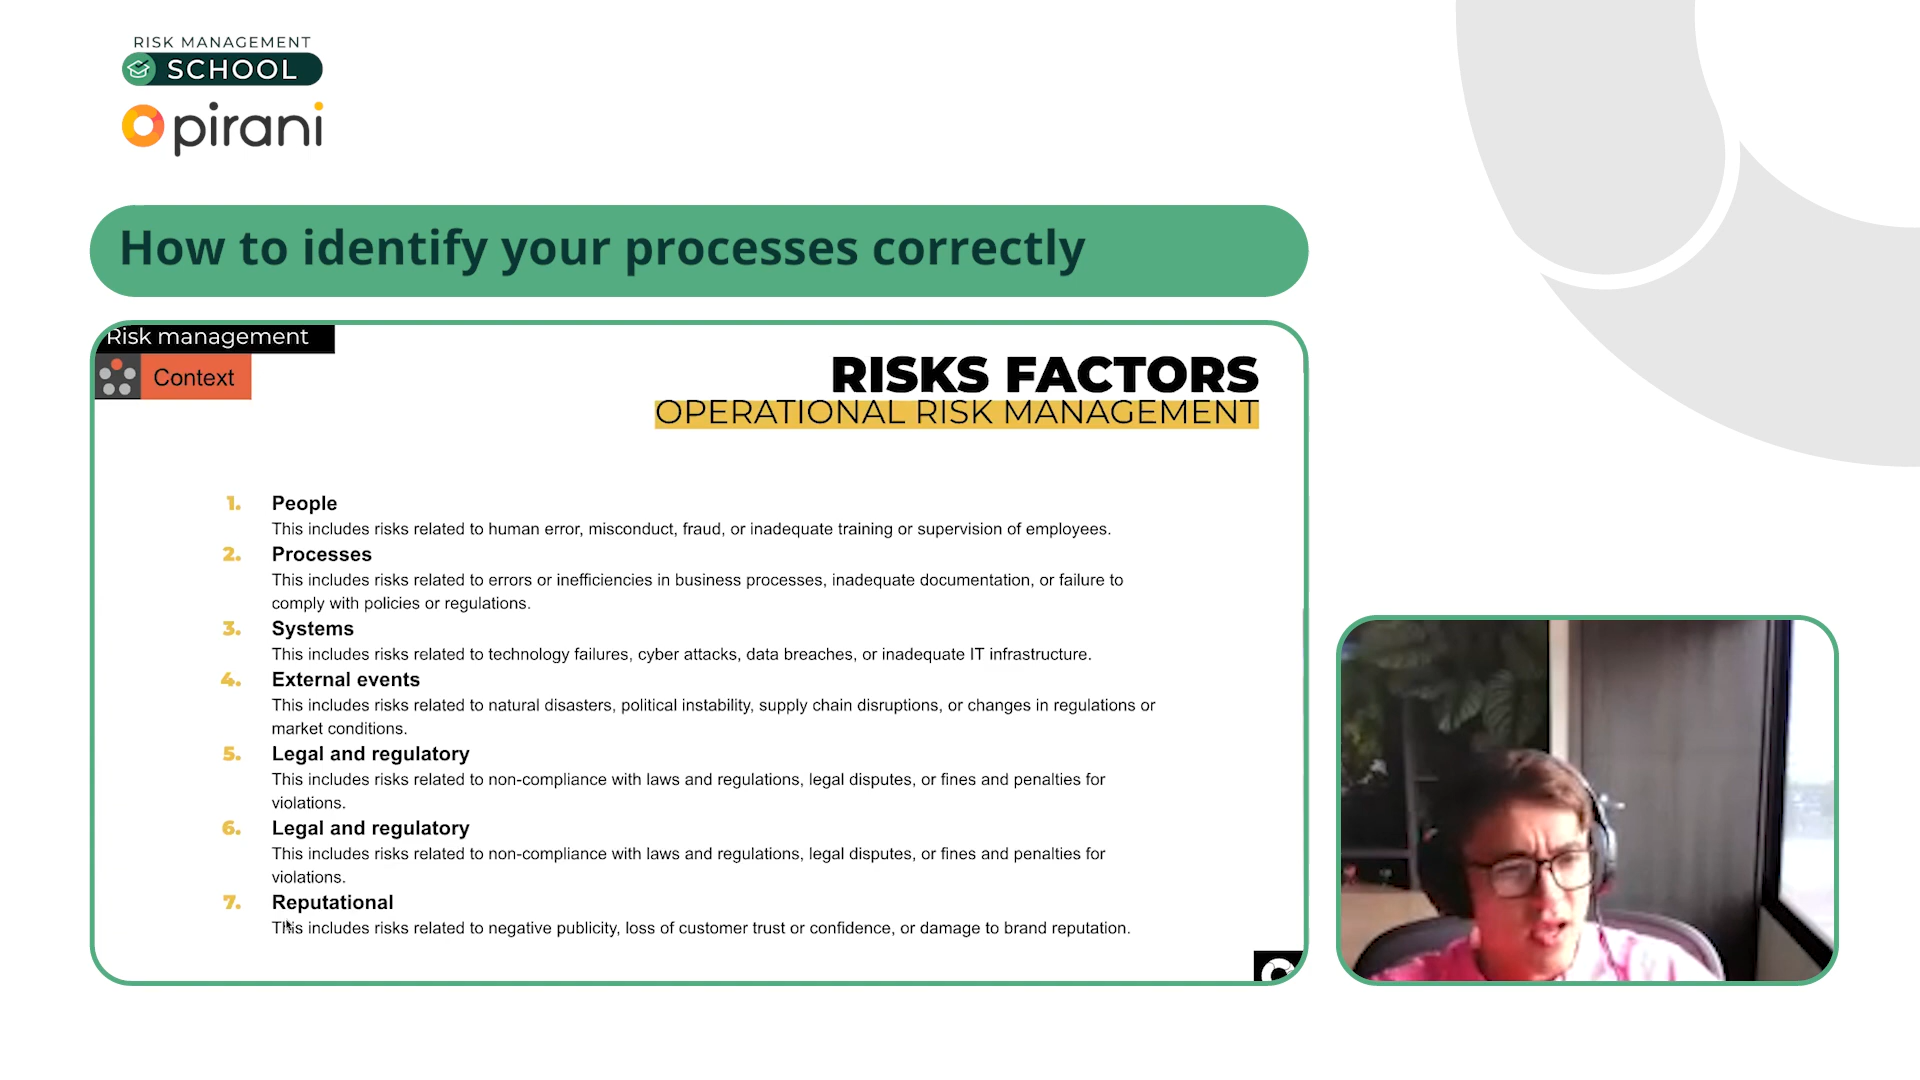 RISK MANAGEMENT
SCHOOL
pirani
How to identify your processes correctly
Risk management
Context
RISKS FACTORS
OPERATIONAL RISK MANAGEMENT
1. People
This includes risks related to human error, misconduct, fraud, or inadequate training or supervision of employees.
2. Processes
This includes risks related to errors or inefficiencies in business processes, inadequate documentation, or failure to
comply with policies or regulations.
3. Systems
This includes risks related to technology failures, cyber attacks, data breaches, or inadequate IT infrastructure.
4. External events
This includes risks related to natural disasters, political instability, supply chain disruptions, or changes in regulations or
market conditions.
5. Legal and regulatory
This includes risks related to non-compliance with laws and regulations, legal disputes, or fines and penalties for
violations.
6. Legal and regulatory
This includes risks related to non-compliance with laws and regulations, legal disputes, or fines and penalties for
violations.
7. Reputational
This includes risks related to negative publicity, loss of customer trust or confidence, or damage to brand reputation.